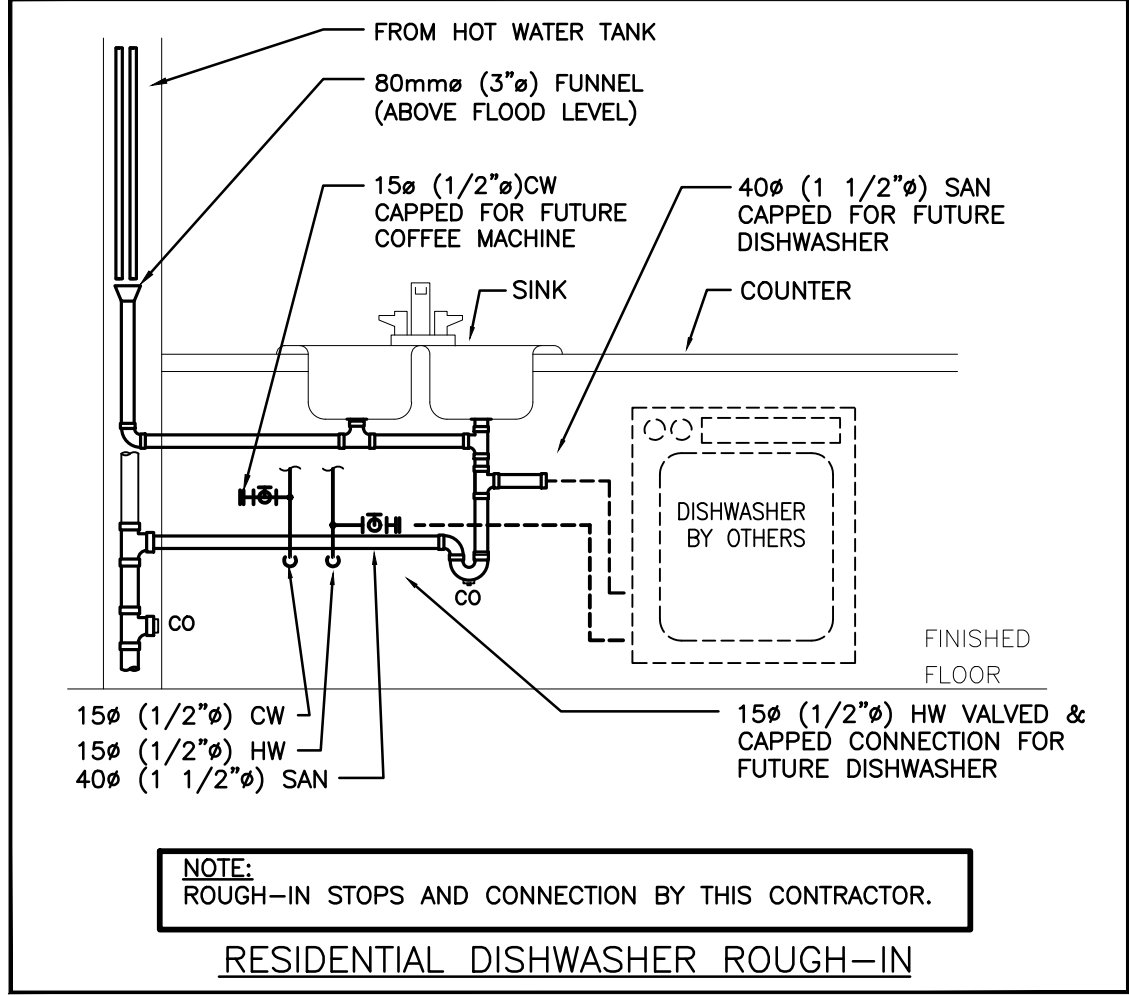 FROM HOT WATER TANK
80mmø (3"ø) FUNNEL
(ABOVE FLOOD LEVEL)
15ø (1/2"ø)CW
CAPPED FOR FUTURE
COFFEE MACHINE
40ø (1 1/2"ø) SAN
CAPPED FOR FUTURE
DISHWASHER
SINK
COUNTER
DISHWASHER
BY OTHERS
CO
CO
FINISHED
FLOOR
15ø (1/2"ø) CW
15ø (1/2"ø) HW
40ø (1 1/2"ø) SAN
15ø (1/2"ø) HW VALVED &
CAPPED CONNECTION FOR
FUTURE DISHWASHER
NOTE:
ROUGH-IN STOPS AND CONNECTION BY THIS CONTRACTOR.
RESIDENTIAL DISHWASHER ROUGH-IN